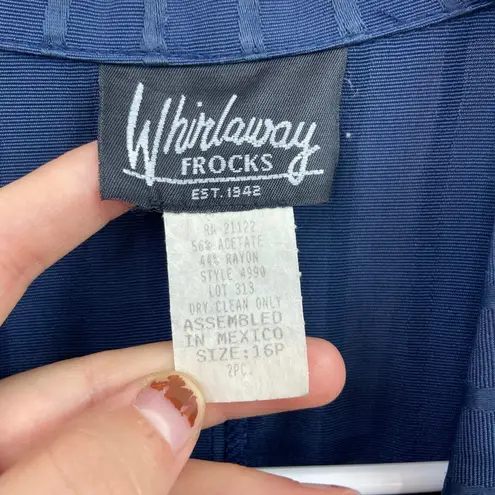 Whirlaway
FROCKS
EST. 1942
RN 21122
56% ACETATE
44% RAYON
STYLE 4990
LOT 313
DRY CLEAN ONLY
ASSEMBLED
IN MEXICO
SIZE:16P
2PC.